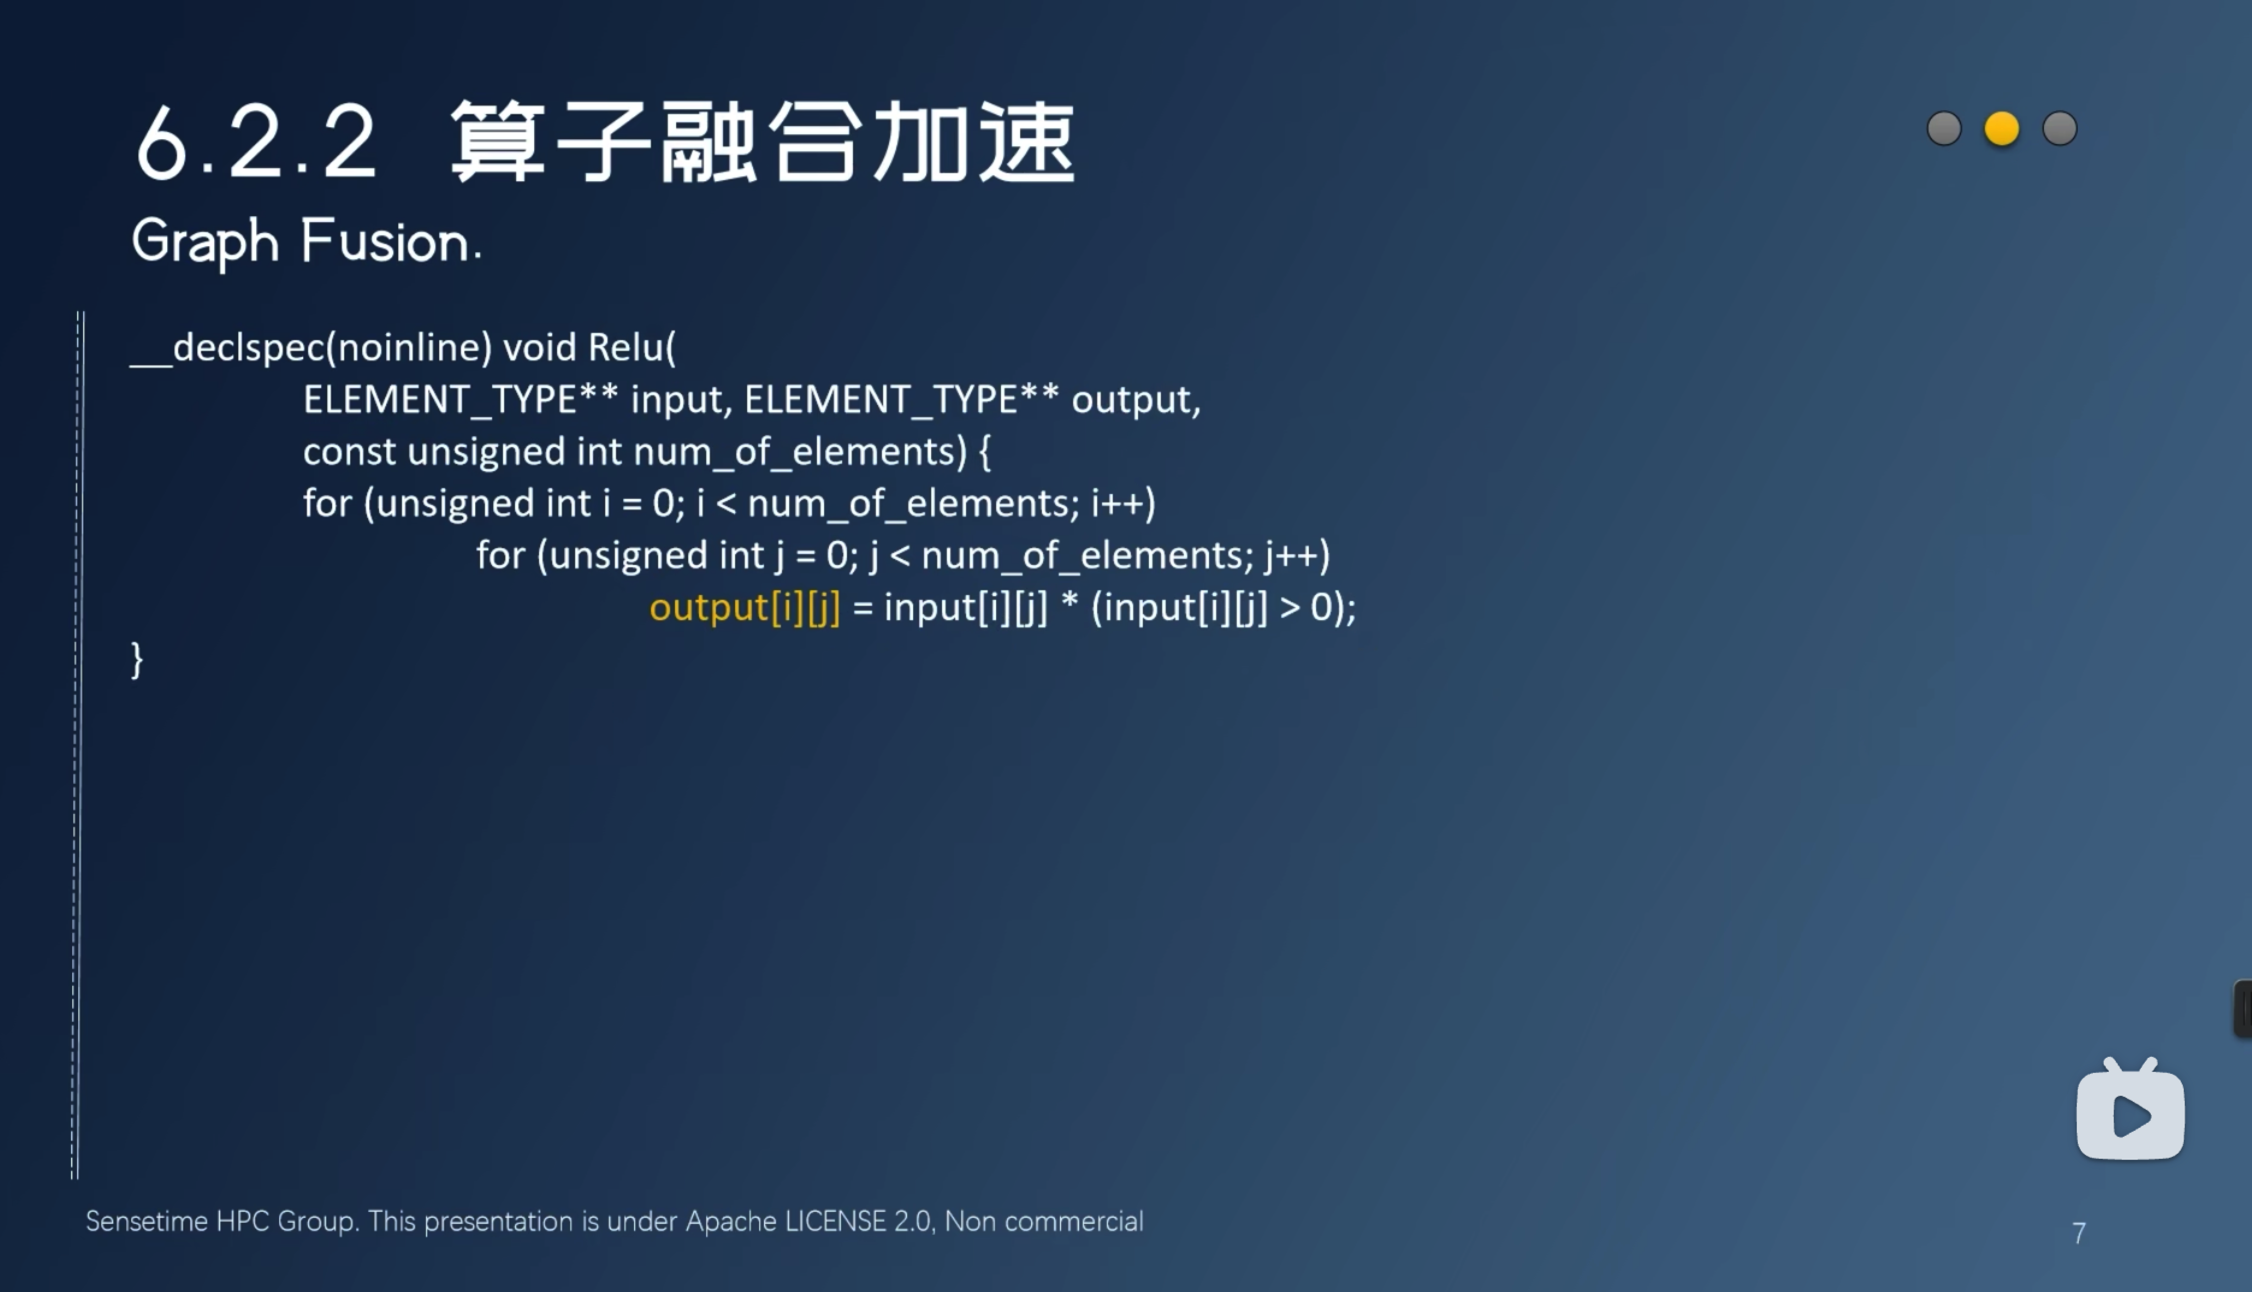 6.2.2 算子融合加速
Graph Fusion.
__declspec(noinline) void Relu(
ELEMENT_TYPE** input, ELEMENT_TYPE** output,
const unsigned int num_of_elements) {
for (unsigned int i = 0; i < num_of_elements; i++)
for (unsigned int j = 0; j < num_of_elements; j++)
output[i][j] = input[i][j] * (input[i][j] > 0);
}
Sensetime HPC Group. This presentation is under Apache LICENSE 2.0, Non commercial
7